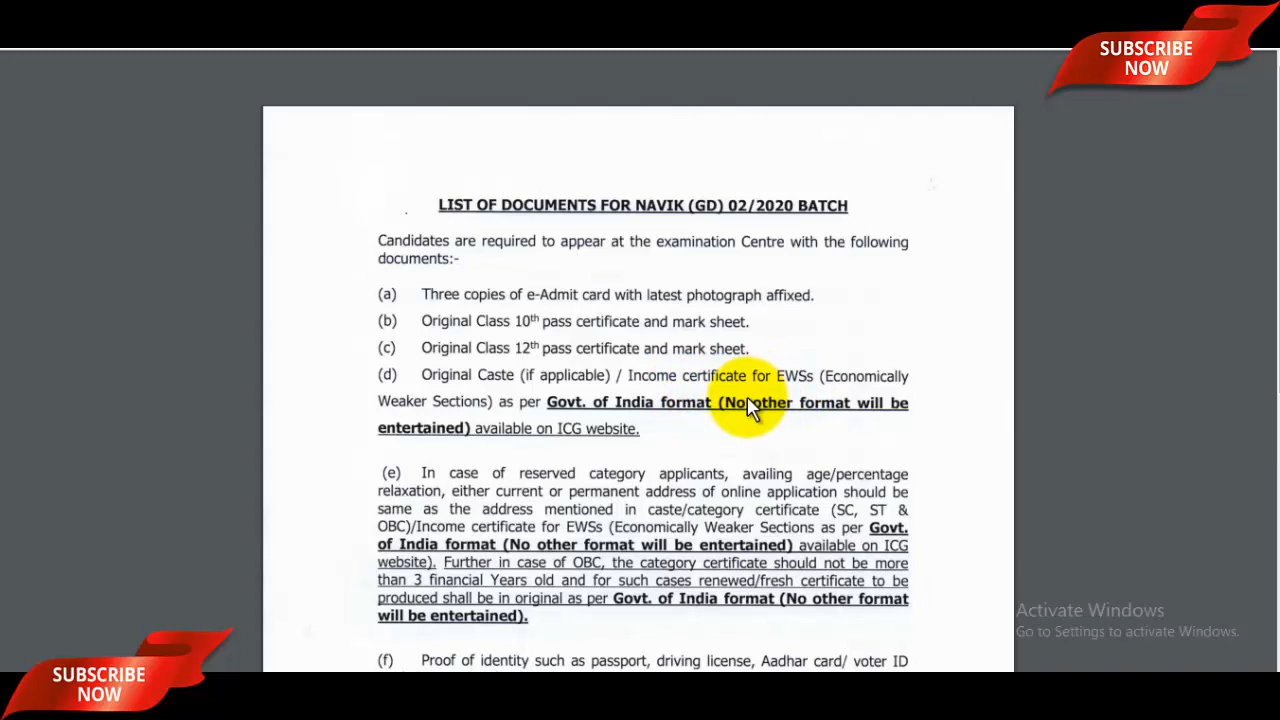 SUBSCRIBE
NOW
LIST OF DOCUMENTS FOR NAVIK (GD) 02/2020 BATCH
Candidates are required to appear at the examination Centre with the following
documents:-
(a) Three copies of e-Admit card with latest photograph affixed.
(b) Original Class 10th pass certificate and mark sheet.
(c) Original Class 12th pass certificate and mark sheet.
(d) Original Caste (if applicable) / Income certificate for EWSs (Economically
Weaker Sections) as per Govt. of India format (No other format will be
entertained) available on ICG website.
(e) In case of reserved category applicants, availing age/percentage
relaxation, either current or permanent address of online application should be
same as the address mentioned in caste/category certificate (SC, ST &
OBC)/Income certificate for EWSs (Economically Weaker Sections as per Govt.
of India format (No other format will be entertained) available on ICG
website). Further in case of OBC, the category certificate should not be more
than 3 financial Years old and for such cases renewed/fresh certificate to be
produced shall be in original as per Govt. of India format (No other format
will be entertained).
Activate Windows
Go to Settings to activate Windows.
(f) Proof of identity such as passport, driving license, Aadhar card/ voter ID
SUBSCRIBE
NOW